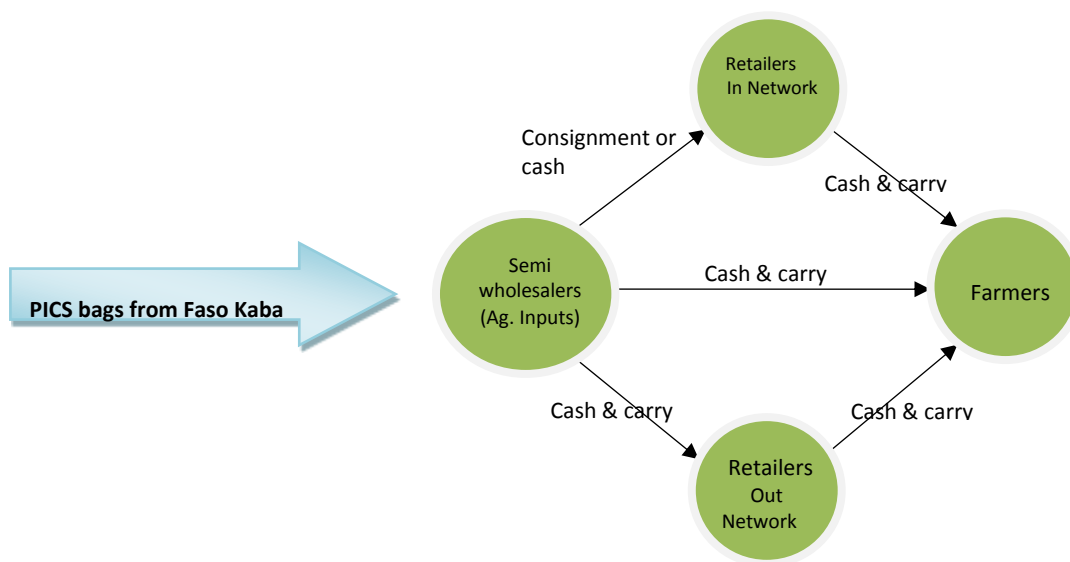 Retailers
In Network
Consignment or
cash
Cash & carry
Semi
wholesalers
(Ag. Inputs)
Cash & carry
Farmers
PICS bags from Faso Kaba
Cash & carry
Cash & carry
Retailers
Out
Network